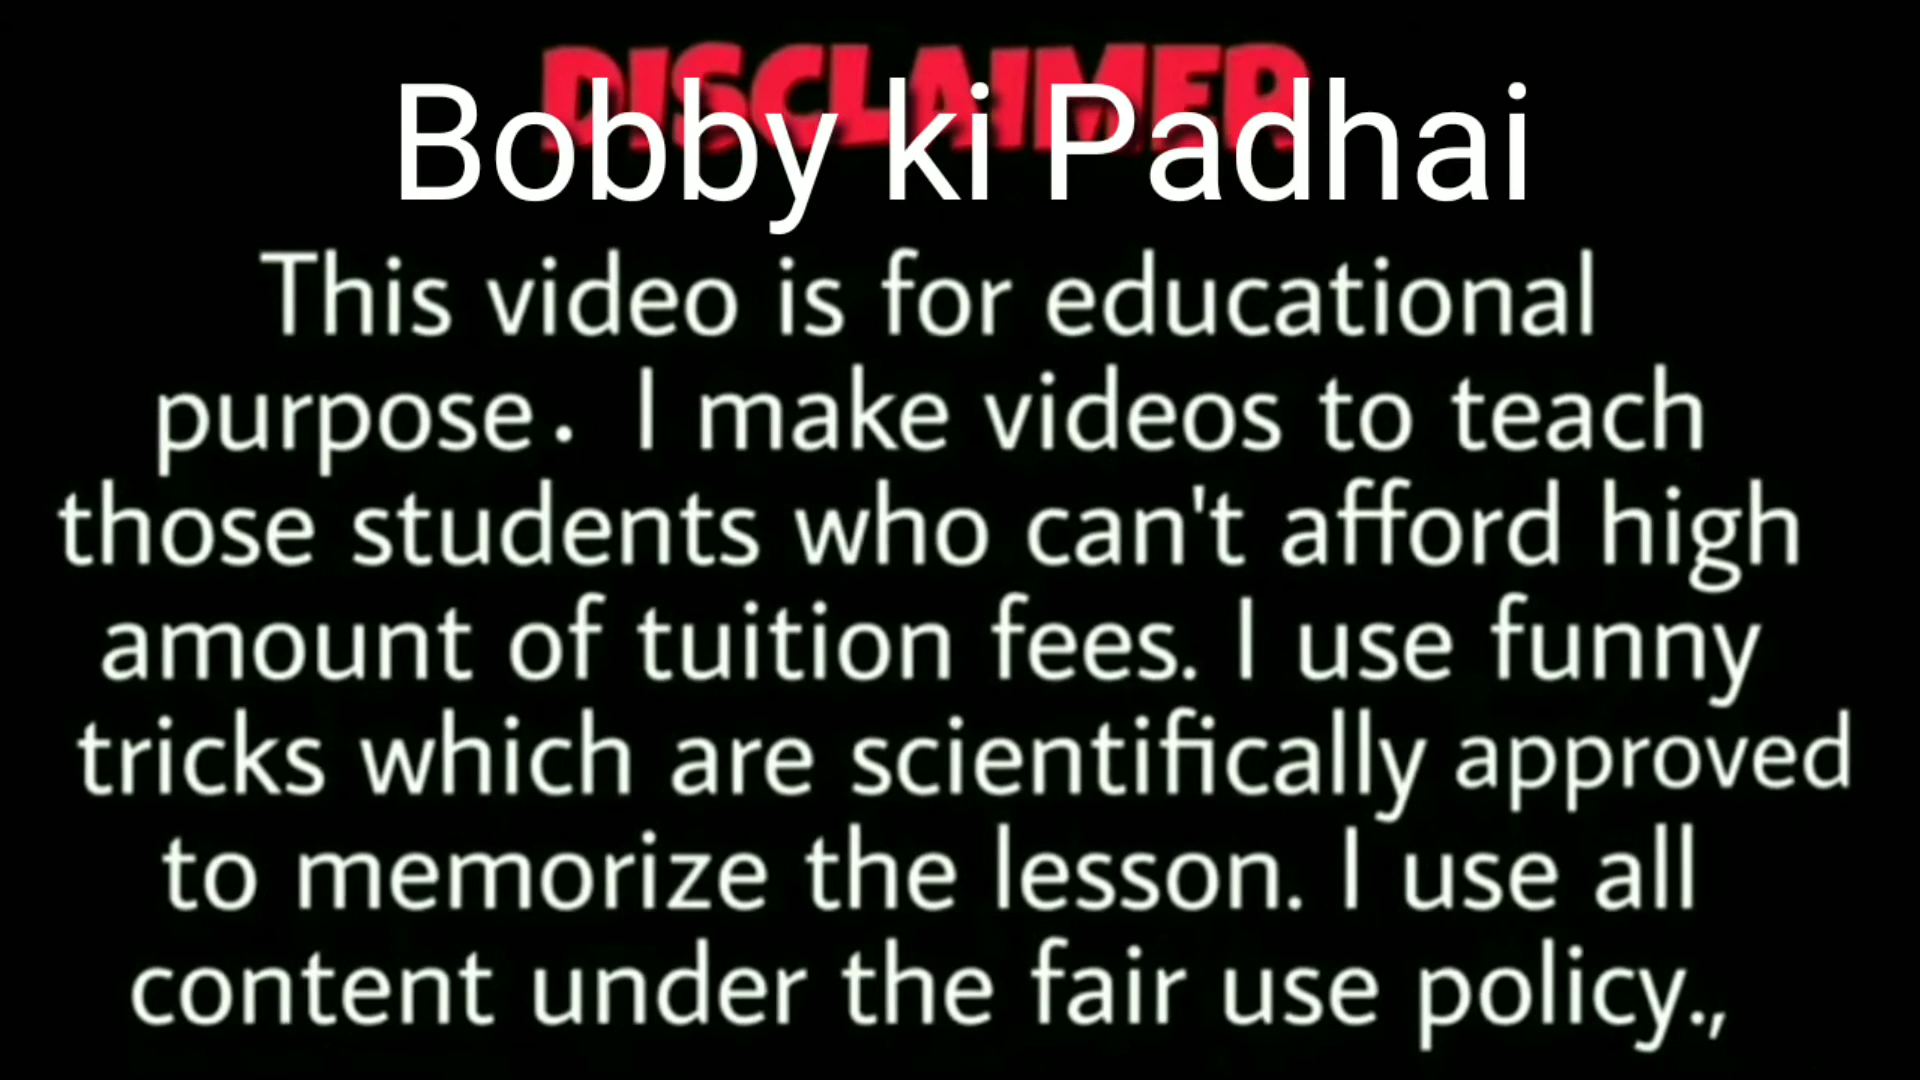 DISCLAIMER
Bobby ki Padhai
This video is for educational
purpose. I make videos to teach
those students who can't afford high
amount of tuition fees. I use funny
tricks which are scientifically approved
to memorize the lesson. I use all
content under the fair use policy.,